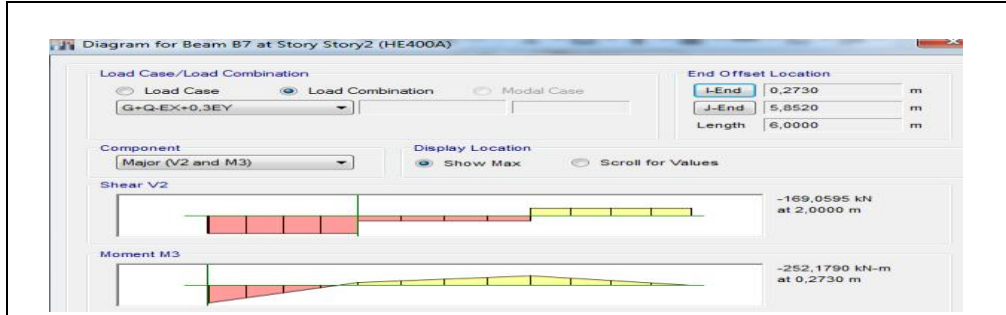 Diagram for Beam B7 at Story Story2 (HE400A)
Load Case/Load Combination
Load Case Load Combination Modal Case
G+Q-EX+0,3EY
End Offset Location
I-End 0,2730 m
J-End 5,8520 m
Length 6,0000 m
Component
Major (V2 and M3)
Display Location
Show Max Scroll for Values
Shear V2
-169,0595 kN
at 2,0000 m
Moment M3
-252,1790 kN-m
at 0,2730 m